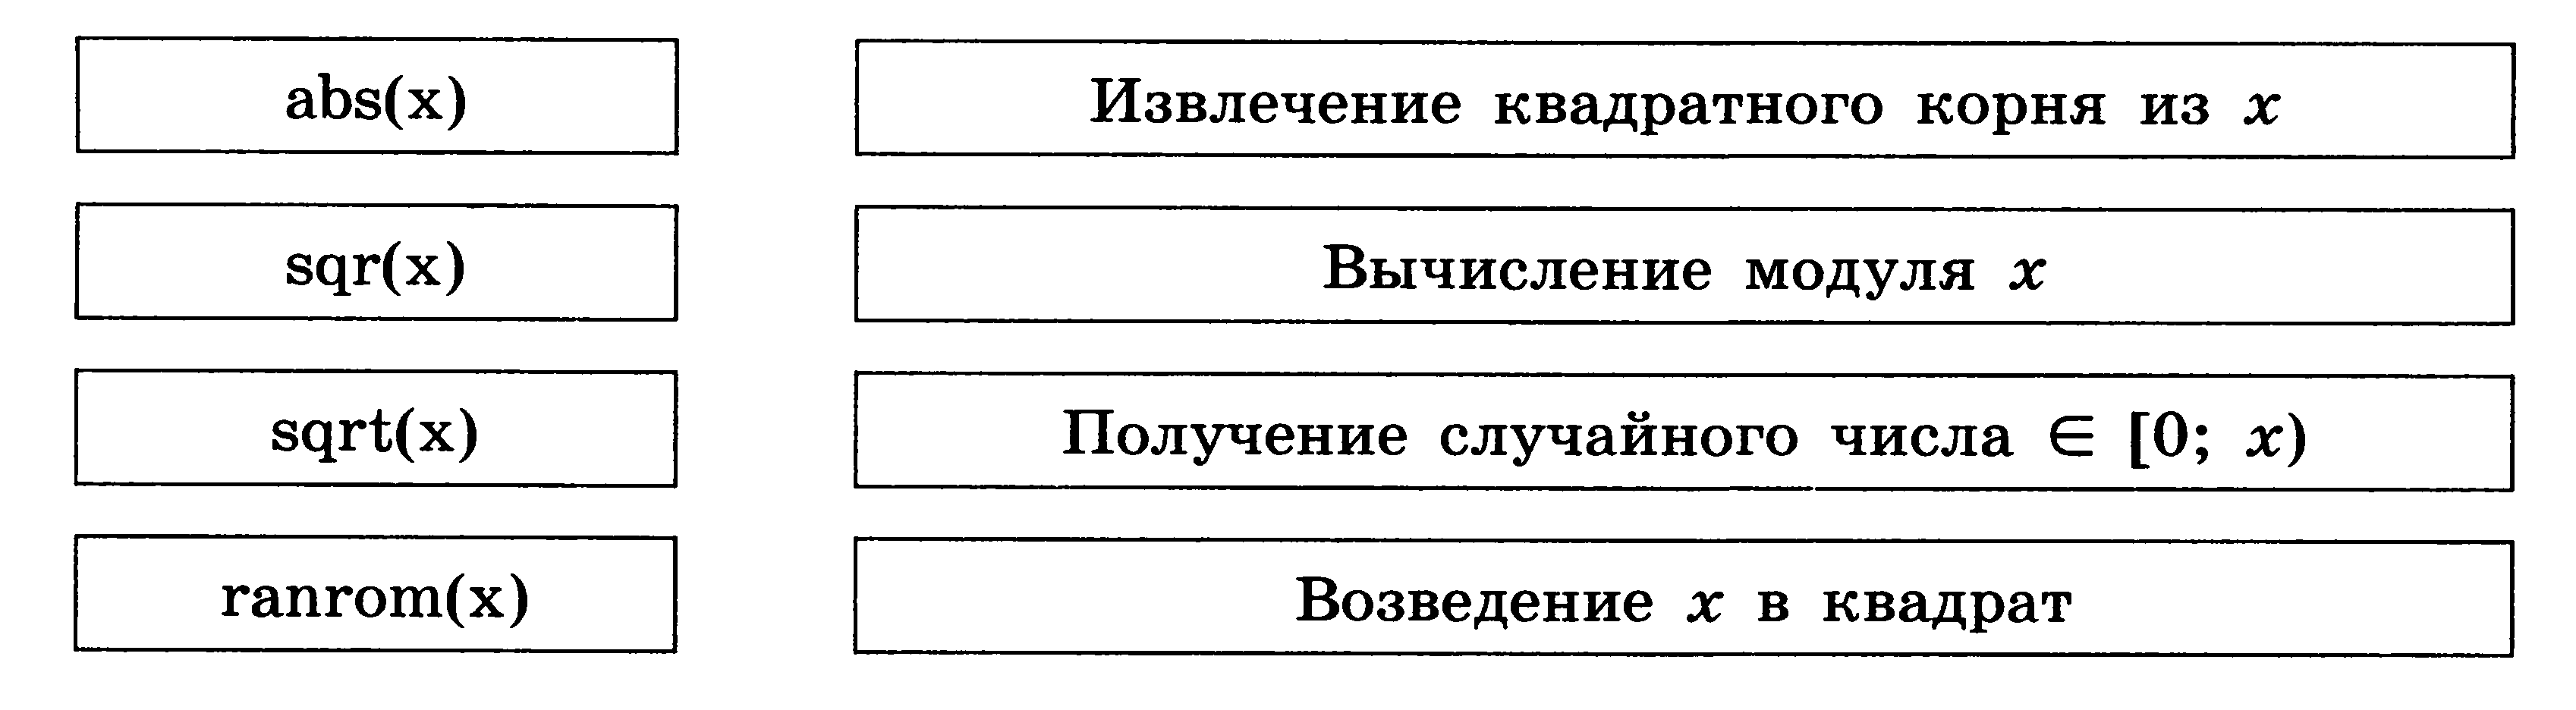 abs(x)
Извлечение квадратного корня из x
sqr(x)
Вычисление модуля x
sqrt(x)
Получение случайного числа ∈ [0; x)
ranrom(x)
Возведение x в квадрат